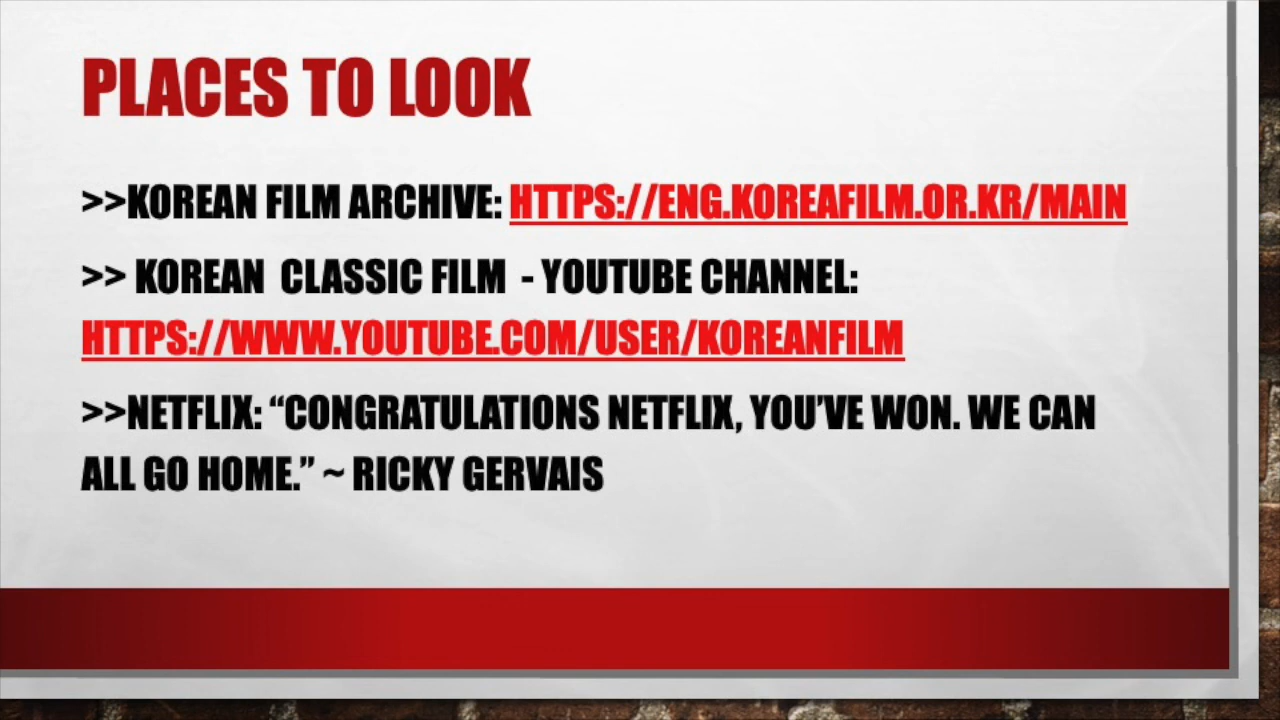 PLACES TO LOOK
>>KOREAN FILM ARCHIVE: HTTPS://ENG.KOREAFILM.OR.KR/MAIN
>> KOREAN  CLASSIC FILM  - YOUTUBE CHANNEL:
HTTPS://WWW.YOUTUBE.COM/USER/KOREANFILM
>>NETFLIX: “CONGRATULATIONS NETFLIX, YOU’VE WON. WE CAN
ALL GO HOME.” ~ RICKY GERVAIS